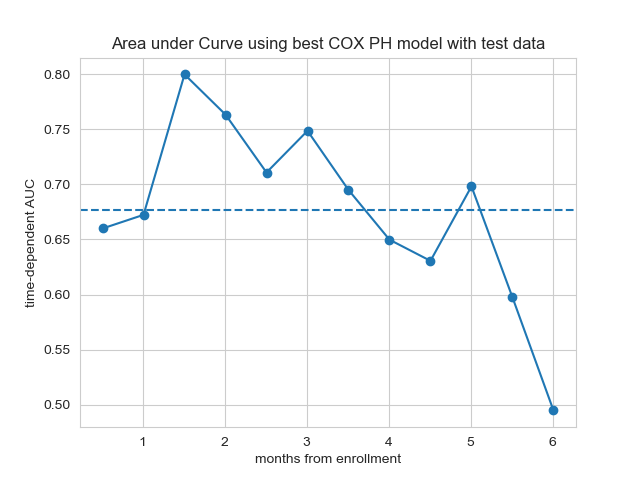 Area under Curve using best COX PH model with test data
time-dependent AUC
0.80
0.75
0.70
0.65
0.60
0.55
0.50
1 2 3 4 5 6
months from enrollment